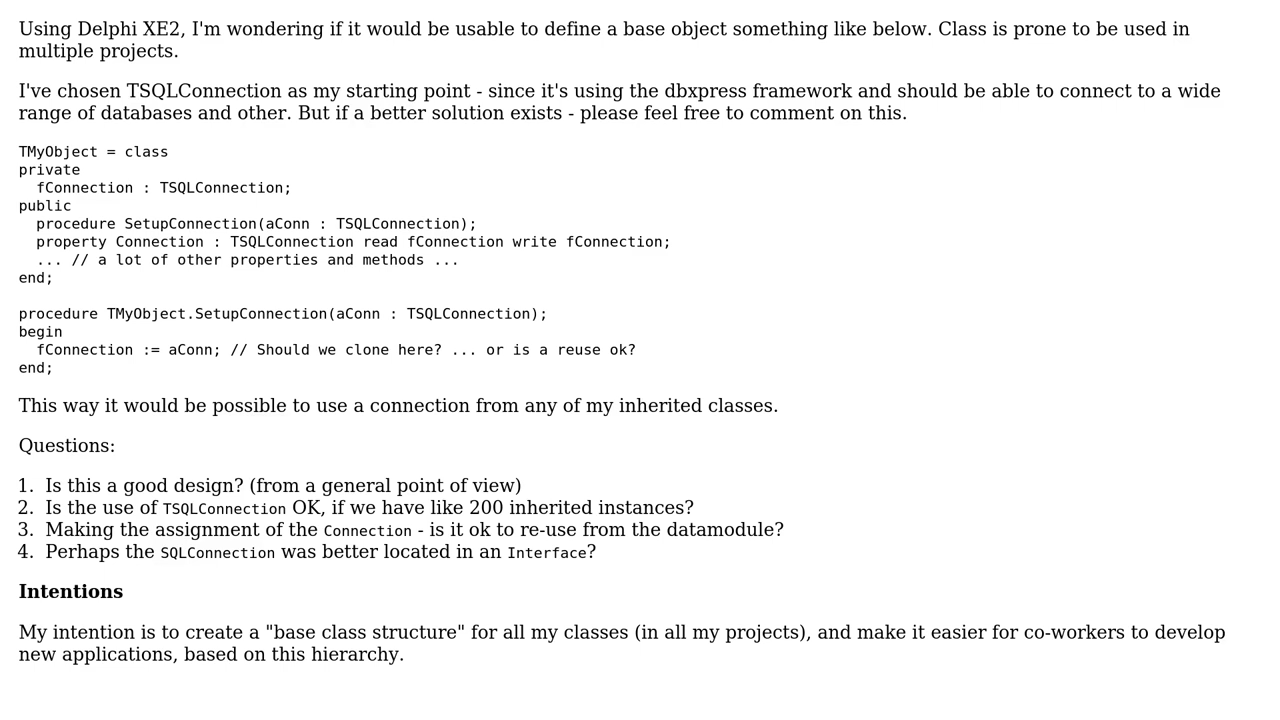 Using Delphi XE2, I'm wondering if it would be usable to define a base object something like below. Class is prone to be used in
multiple projects.
I've chosen TSQLConnection as my starting point - since it's using the dbxpress framework and should be able to connect to a wide
range of databases and other. But if a better solution exists - please feel free to comment on this.
TMyObject = class
private
  fConnection : TSQLConnection;
public
  procedure SetupConnection(aConn : TSQLConnection);
  property Connection : TSQLConnection read fConnection write fConnection;
  ... // a lot of other properties and methods ...
end;
procedure TMyObject.SetupConnection(aConn : TSQLConnection);
begin
  fConnection := aConn; // Should we clone here? ... or is a reuse ok?
end;
This way it would be possible to use a connection from any of my inherited classes.
Questions:
1. Is this a good design? (from a general point of view)
2. Is the use of TSQLConnection OK, if we have like 200 inherited instances?
3. Making the assignment of the Connection - is it ok to re-use from the datamodule?
4. Perhaps the SQLConnection was better located in an Interface?
Intentions
My intention is to create a "base class structure" for all my classes (in all my projects), and make it easier for co-workers to develop
new applications, based on this hierarchy.